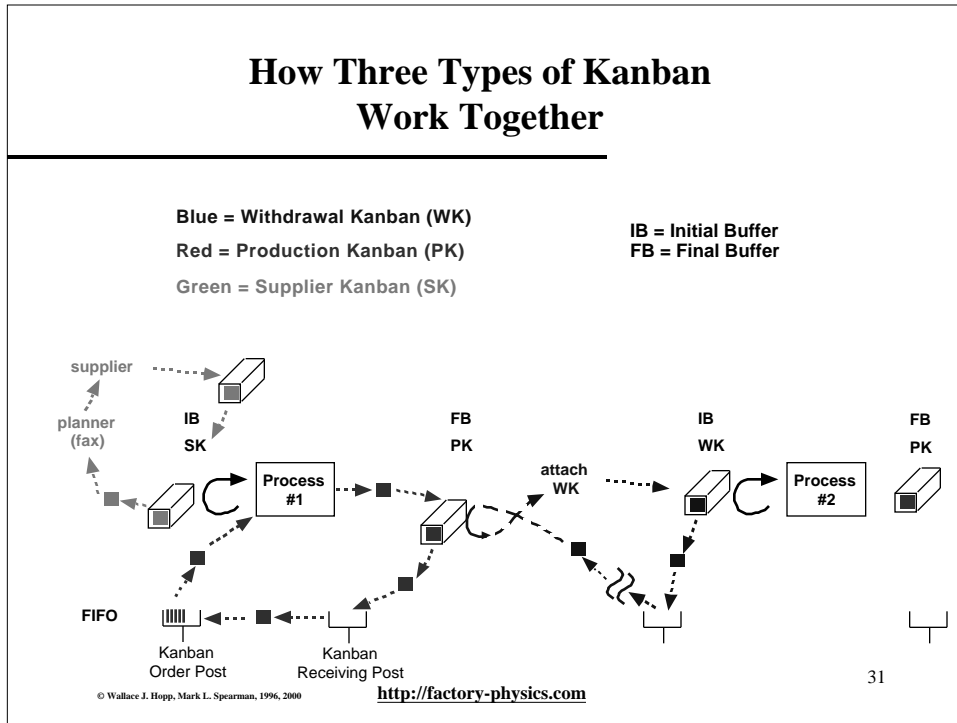 How Three Types of Kanban
Work Together
Blue = Withdrawal Kanban (WK)
Red = Production Kanban (PK)
Green = Supplier Kanban (SK)
IB = Initial Buffer
FB = Final Buffer
supplier
planner
(fax)
IB
SK
Process
#1
FB
PK
attach
WK
IB
WK
Process
#2
FB
PK
FIFO
Kanban
Order Post
Kanban
Receiving Post
31
© Wallace J. Hopp, Mark L. Spearman, 1996, 2000
http://factory-physics.com